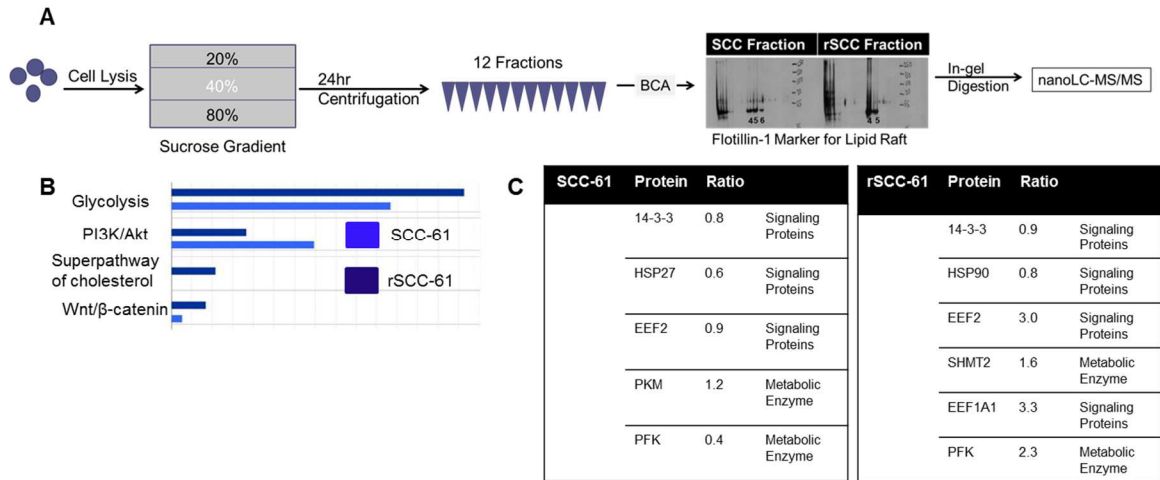 A
Cell Lysis
20%
40%
80%
Sucrose Gradient
24hr
Centrifugation
12 Fractions
BCA
SCC Fraction rSCC Fraction
4 5 6
4 5
Flotillin-1 Marker for Lipid Raft
In-gel
Digestion
nanoLC-MS/MS
B
Glycolysis
PI3K/Akt
Superpathway
of cholesterol
Wnt/β-catenin
SCC-61
rSCC-61
C
SCC-61 Protein Ratio
14-3-3 0.8 Signaling
Proteins
HSP27 0.6 Signaling
Proteins
EEF2 0.9 Signaling
Proteins
PKM 1.2 Metabolic
Enzyme
PFK 0.4 Metabolic
Enzyme
rSCC-61 Protein Ratio
14-3-3 0.9 Signaling
Proteins
HSP90 0.8 Signaling
Proteins
EEF2 3.0 Signaling
Proteins
SHMT2 1.6 Metabolic
Enzyme
EEF1A1 3.3 Signaling
Proteins
PFK 2.3 Metabolic
Enzyme